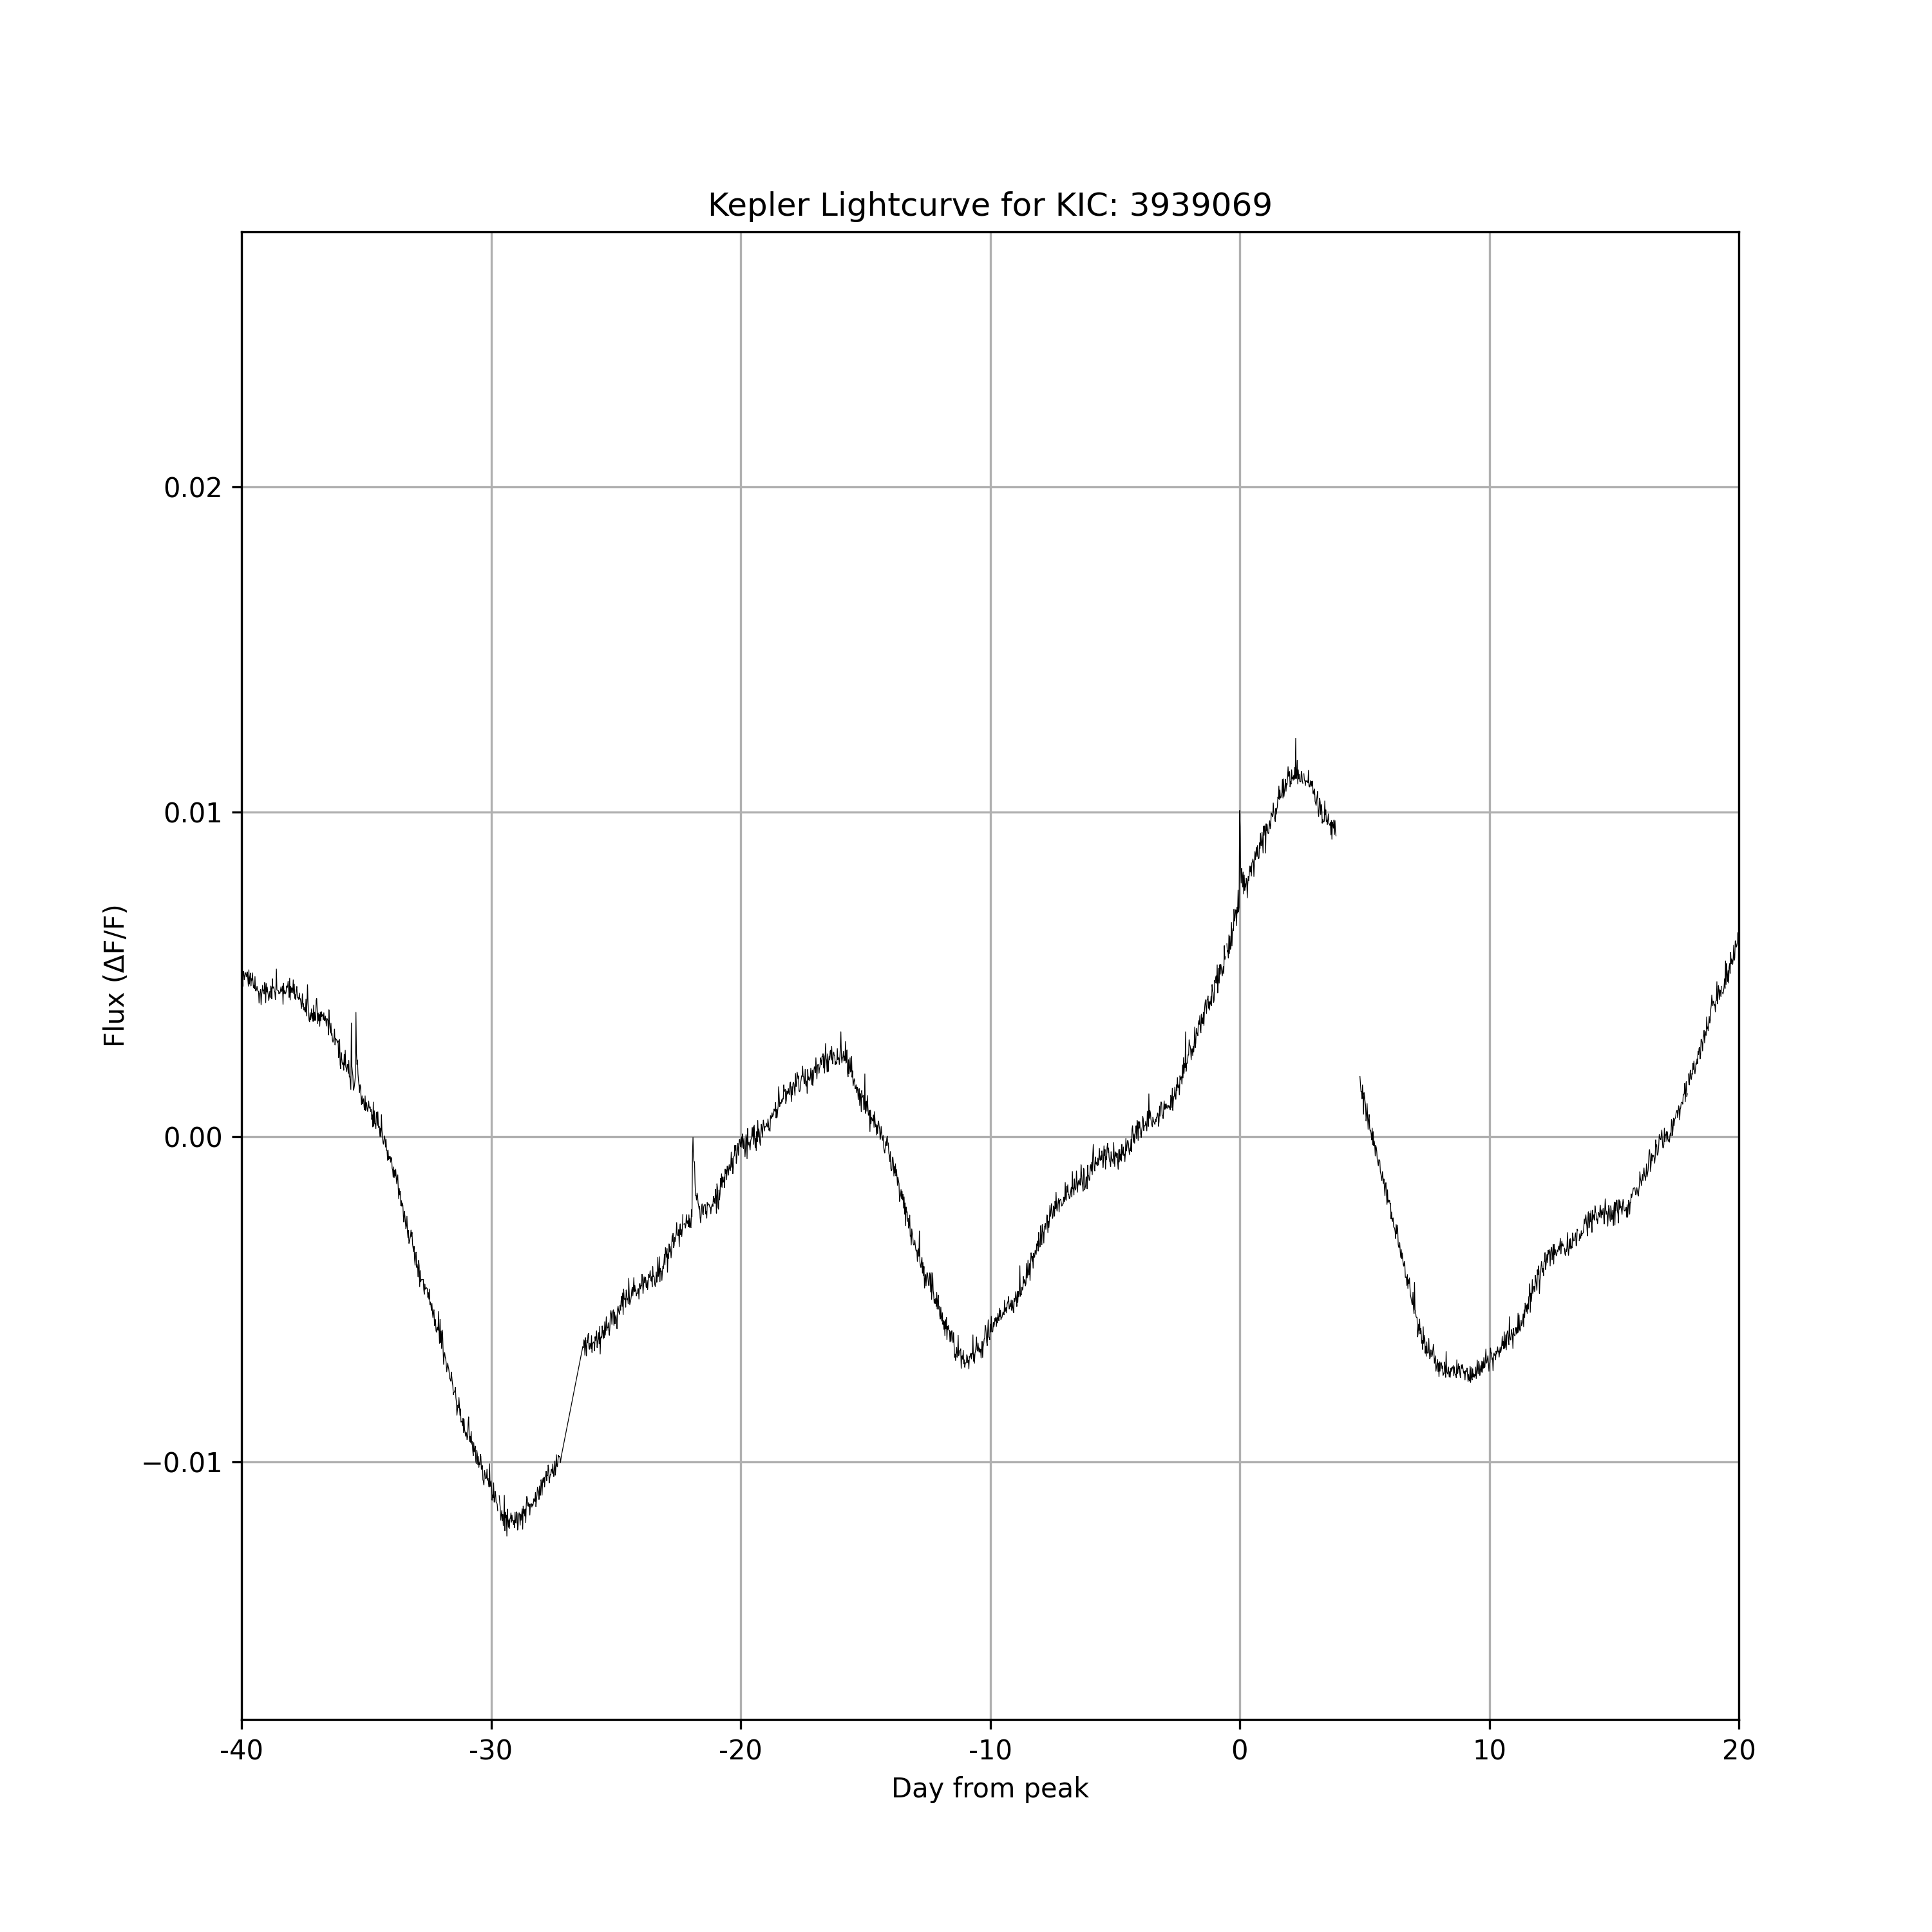 Kepler Lightcurve for KIC: 3939069
Flux (ΔF/F)
0.02
0.01
0.00
−0.01
-40 -30 -20 -10 0 10 20
Day from peak